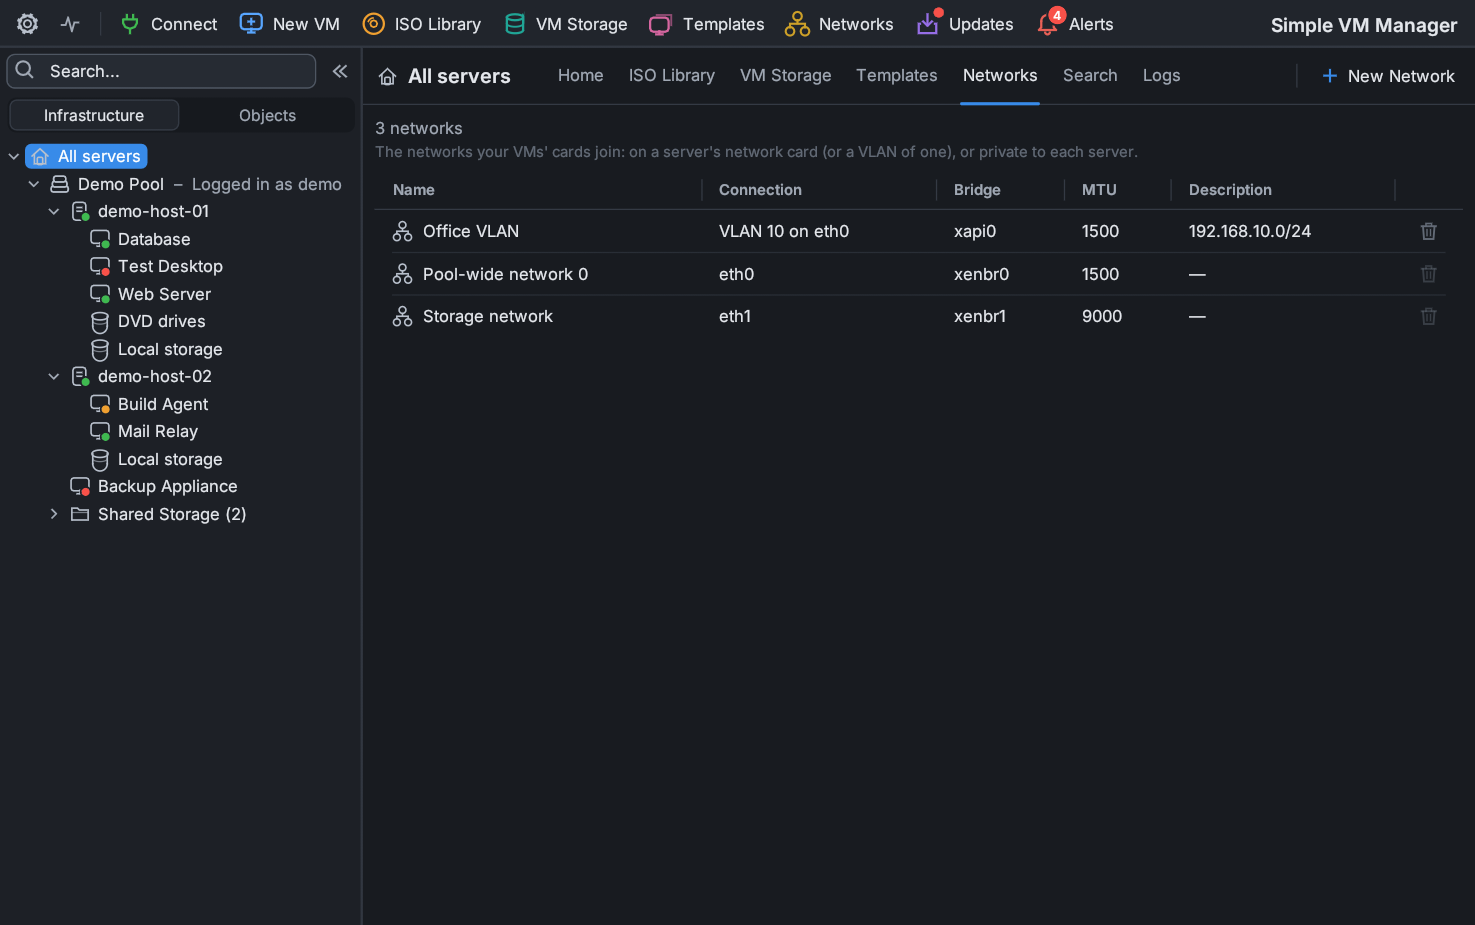 Connect New VM ISO Library VM Storage Templates Networks Updates 4 Alerts Simple VM Manager
Search...
Infrastructure Objects
All servers
Demo Pool – Logged in as demo
demo-host-01
Database
Test Desktop
Web Server
DVD drives
Local storage
demo-host-02
Build Agent
Mail Relay
Local storage
Backup Appliance
Shared Storage (2)
All servers Home ISO Library VM Storage Templates Networks Search Logs + New Network
3 networks
The networks your VMs' cards join: on a server's network card (or a VLAN of one), or private to each server.
Name Connection Bridge MTU Description
Office VLAN VLAN 10 on eth0 xapi0 1500 192.168.10.0/24
Pool-wide network 0 eth0 xenbr0 1500 —
Storage network eth1 xenbr1 9000 —